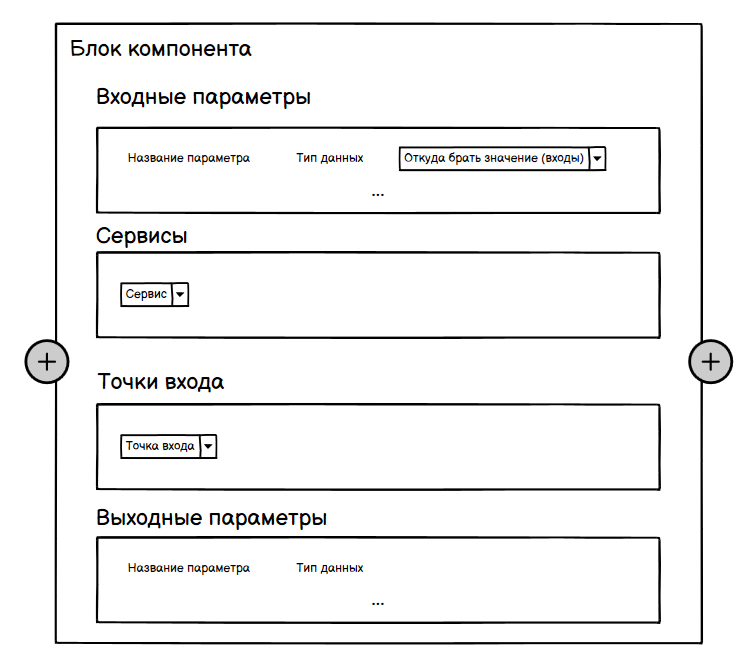 Блок компонента
Входные параметры
Название параметра Тип данных Откуда брать значение (входы)
...
Сервисы
Сервис
Точки входа
Точка входа
Выходные параметры
Название параметра Тип данных
...